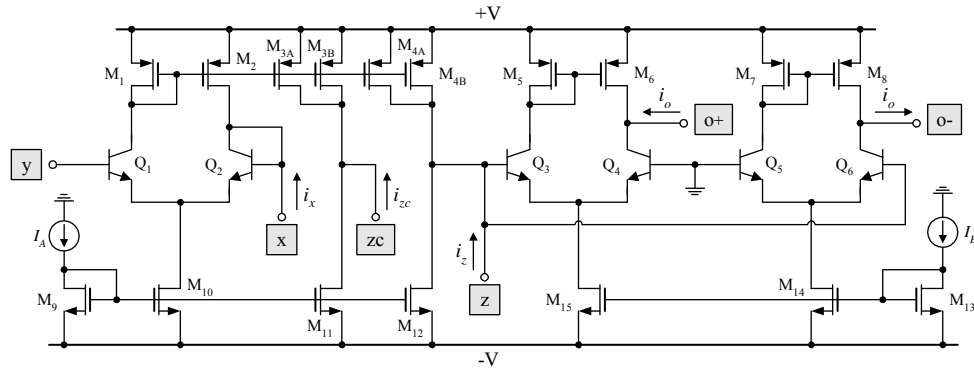 +V
M1 M2 M3A M3B M4A M4B M5 M6 M7 M8
io io
o+ o-
y Q1 Q2 Q3 Q4 Q5 Q6
ix izc
IA x zc iz IB
z
M9 M10 M11 M12 M15 M14 M13
-V